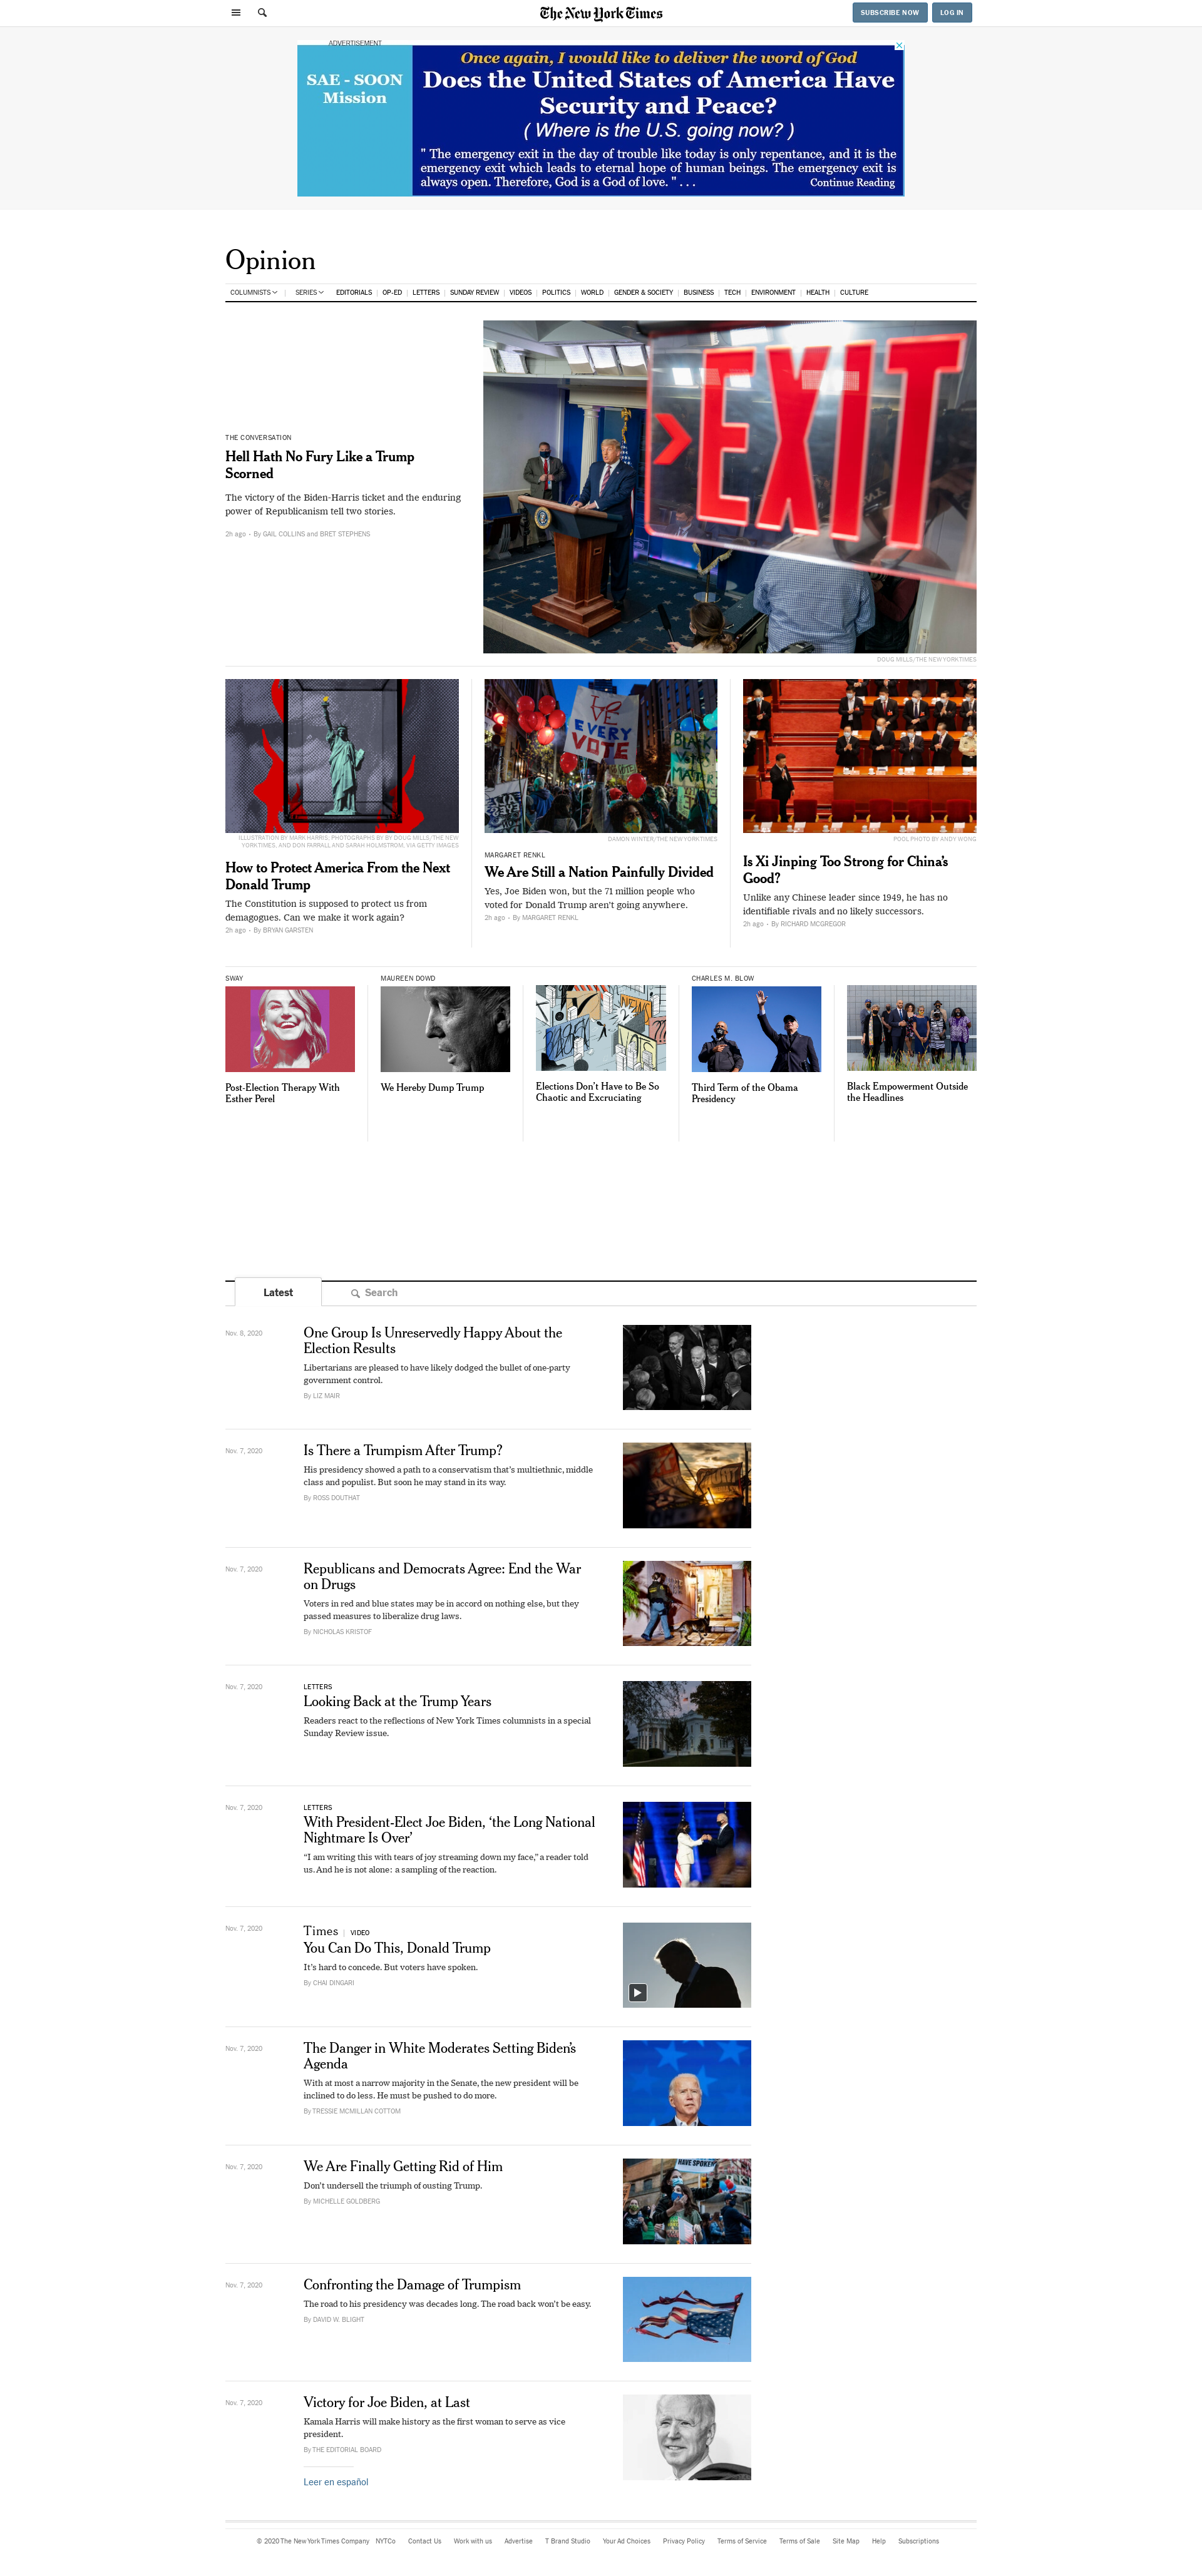 The New York Times
SUBSCRIBE NOW
LOG IN
ADVERTISEMENT
SAE - SOON
Mission
Once again, I would like to deliver the word of God
Does the United States of America Have
Security and Peace?
( Where is the U.S. going now? )
" The emergency exit in the day of trouble like today is only repentance, and it is the
emergency exit which leads to eternal hope of human beings. The emergency exit is
always open. Therefore, God is a God of love. " . . .
Continue Reading
Opinion
COLUMNISTS | SERIES EDITORIALS | OP-ED | LETTERS | SUNDAY REVIEW | VIDEOS | POLITICS | WORLD | GENDER & SOCIETY | BUSINESS | TECH | ENVIRONMENT | HEALTH | CULTURE
EXIT
THE CONVERSATION
Hell Hath No Fury Like a Trump
Scorned
The victory of the Biden-Harris ticket and the enduring
power of Republicanism tell two stories.
2h ago - By GAIL COLLINS and BRET STEPHENS
DOUG MILLS/THE NEW YORK TIMES
ILLUSTRATION BY MARK HARRIS; PHOTOGRAPHS BY BY DOUG MILLS/THE NEW
YORK TIMES, AND DON FARRALL AND SARAH HOLMSTROM, VIA GETTY IMAGES
How to Protect America From the Next
Donald Trump
The Constitution is supposed to protect us from
demagogues. Can we make it work again?
2h ago - By BRYAN GARSTEN
EVERY
VOTE
BLACK
DAMON WINTER/THE NEW YORK TIMES
MARGARET RENKL
We Are Still a Nation Painfully Divided
Yes, Joe Biden won, but the 71 million people who
voted for Donald Trump aren't going anywhere.
2h ago - By MARGARET RENKL
POOL PHOTO BY ANDY WONG
Is Xi Jinping Too Strong for China's
Good?
Unlike any Chinese leader since 1949, he has no
identifiable rivals and no likely successors.
2h ago - By RICHARD MCGREGOR
SWAY
Post-Election Therapy With
Esther Perel
MAUREEN DOWD
We Hereby Dump Trump
NEWS
Elections Don't Have to Be So
Chaotic and Excruciating
CHARLES M. BLOW
Third Term of the Obama
Presidency
Black Empowerment Outside
the Headlines
Latest
Search
Nov. 8, 2020
One Group Is Unreservedly Happy About the
Election Results
Libertarians are pleased to have likely dodged the bullet of one-party
government control.
By LIZ MAIR
Nov. 7, 2020
Is There a Trumpism After Trump?
His presidency showed a path to a conservatism that's multiethnic, middle
class and populist. But soon he may stand in its way.
By ROSS DOUTHAT
Nov. 7, 2020
Republicans and Democrats Agree: End the War
on Drugs
Voters in red and blue states may be in accord on nothing else, but they
passed measures to liberalize drug laws.
By NICHOLAS KRISTOF
Nov. 7, 2020
LETTERS
Looking Back at the Trump Years
Readers react to the reflections of New York Times columnists in a special
Sunday Review issue.
Nov. 7, 2020
LETTERS
With President-Elect Joe Biden, ‘the Long National
Nightmare Is Over’
“I am writing this with tears of joy streaming down my face,” a reader told
us. And he is not alone: a sampling of the reaction.
Nov. 7, 2020
Times | VIDEO
You Can Do This, Donald Trump
It's hard to concede. But voters have spoken.
By CHAI DINGARI
Nov. 7, 2020
The Danger in White Moderates Setting Biden's
Agenda
With at most a narrow majority in the Senate, the new president will be
inclined to do less. He must be pushed to do more.
By TRESSIE MCMILLAN COTTOM
Nov. 7, 2020
We Are Finally Getting Rid of Him
Don't undersell the triumph of ousting Trump.
By MICHELLE GOLDBERG
HAVE SPOKEN
Nov. 7, 2020
Confronting the Damage of Trumpism
The road to his presidency was decades long. The road back won't be easy.
By DAVID W. BLIGHT
Nov. 7, 2020
Victory for Joe Biden, at Last
Kamala Harris will make history as the first woman to serve as vice
president.
By THE EDITORIAL BOARD
Leer en español
© 2020 The New York Times Company NYTCo Contact Us Work with us Advertise T Brand Studio Your Ad Choices Privacy Policy Terms of Service Terms of Sale Site Map Help Subscriptions